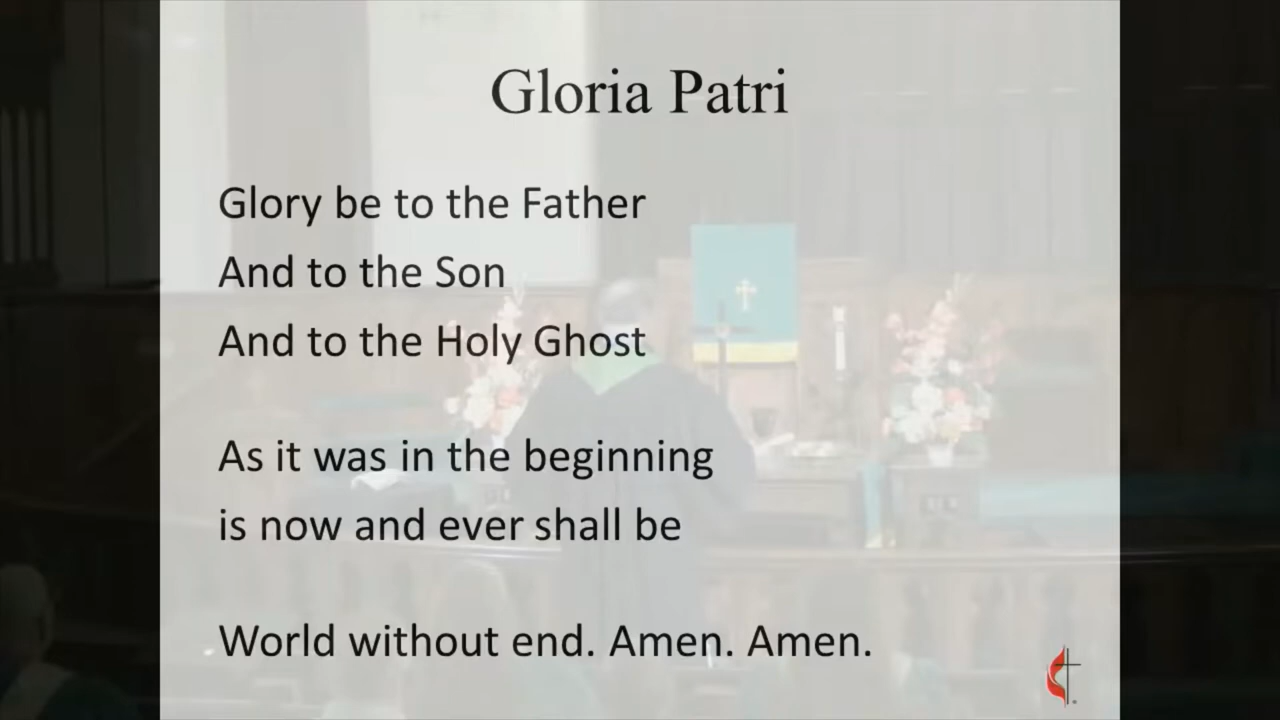 Gloria Patri
Glory be to the Father
And to the Son
And to the Holy Ghost
As it was in the beginning
is now and ever shall be
World without end. Amen. Amen.